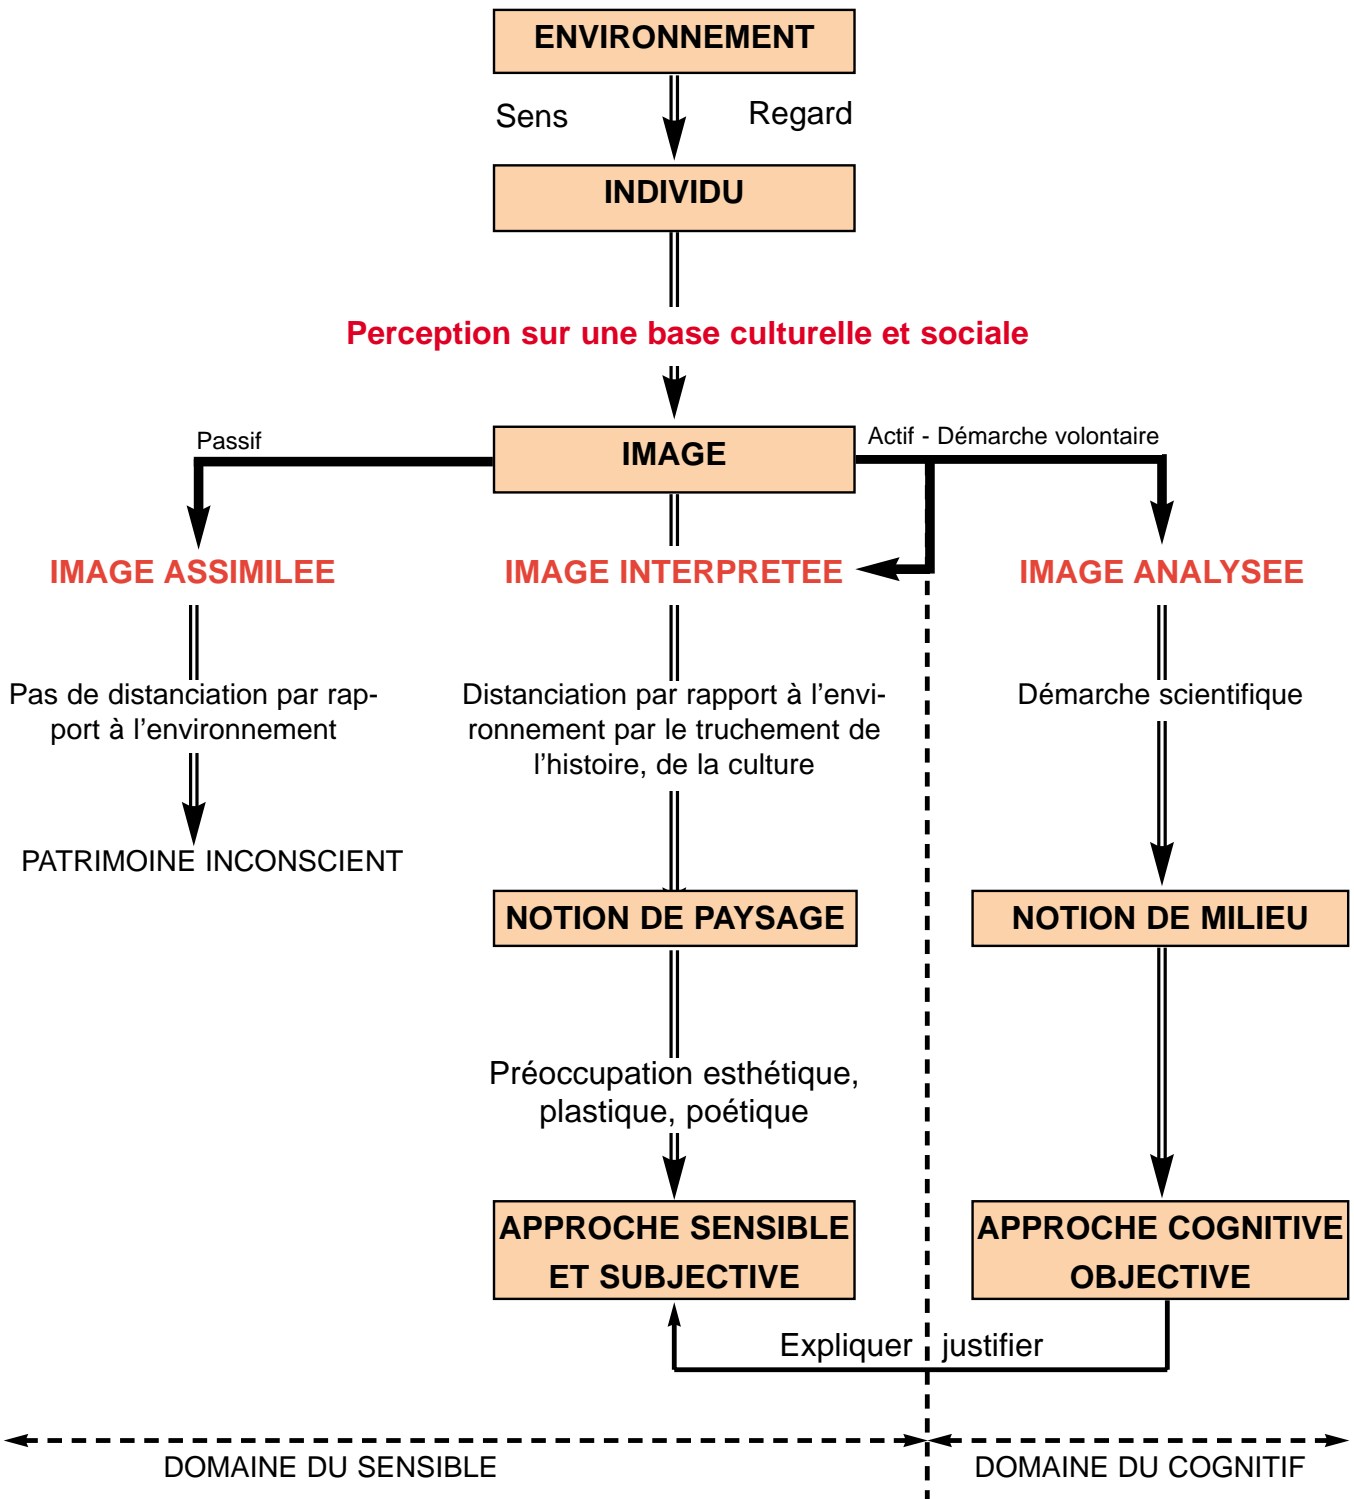 ENVIRONNEMENT
Sens
Regard
INDIVIDU
Perception sur une base culturelle et sociale
Passif
IMAGE
Actif - Démarche volontaire
IMAGE ASSIMILEE
IMAGE INTERPRETEE
IMAGE ANALYSEE
Pas de distanciation par rap-
port à l’environnement
Distanciation par rapport à l’envi-
ronnement par le truchement de
l’histoire, de la culture
Démarche scientifique
PATRIMOINE INCONSCIENT
NOTION DE PAYSAGE
NOTION DE MILIEU
Préoccupation esthétique,
plastique, poétique
APPROCHE SENSIBLE
ET SUBJECTIVE
APPROCHE COGNITIVE
OBJECTIVE
Expliquer justifier
DOMAINE DU SENSIBLE
DOMAINE DU COGNITIF